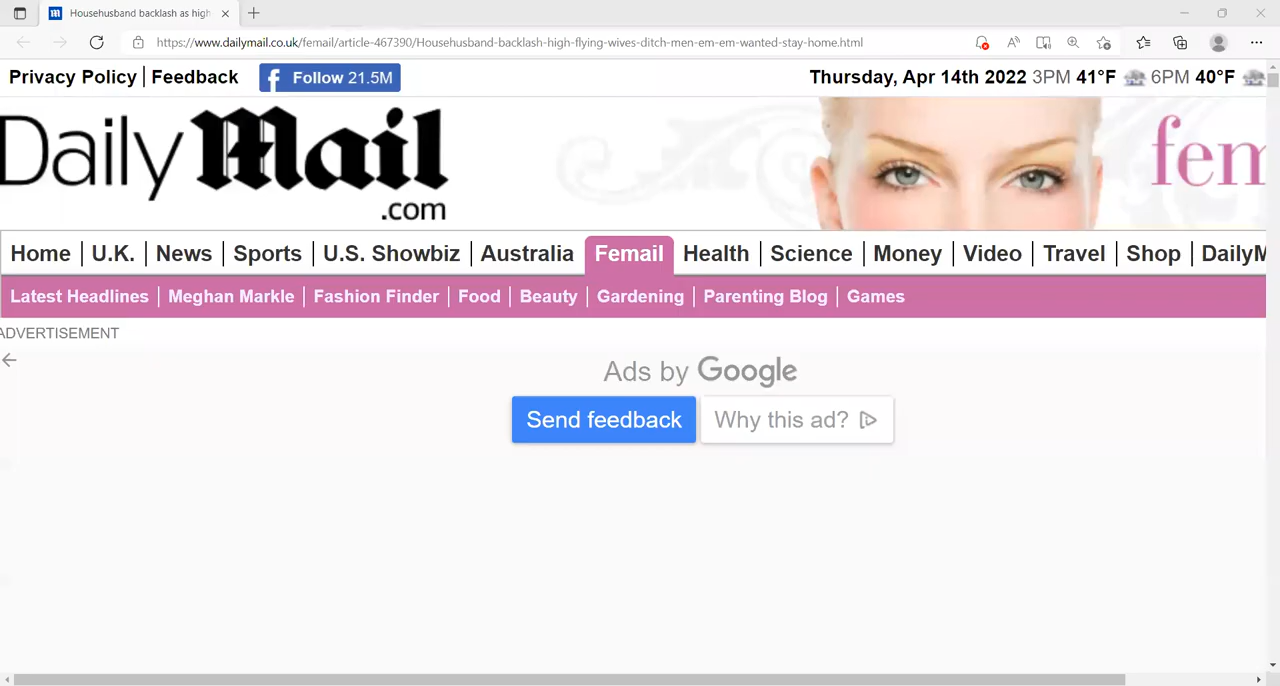 Househusband backlash as high
https://www.dailymail.co.uk/femail/article-467390/Househusband-backlash-high-flying-wives-ditch-men-em-em-wanted-stay-home.html
Privacy Policy | Feedback Follow 21.5M Thursday, Apr 14th 2022 3PM 41°F 6PM 40°F
Daily Mail .com fem
Home | U.K. | News | Sports | U.S. Showbiz | Australia Femail Health | Science | Money | Video | Travel | Shop | DailyM
Latest Headlines | Meghan Markle | Fashion Finder | Food | Beauty | Gardening | Parenting Blog | Games
ADVERTISEMENT
Ads by Google
Send feedback Why this ad?